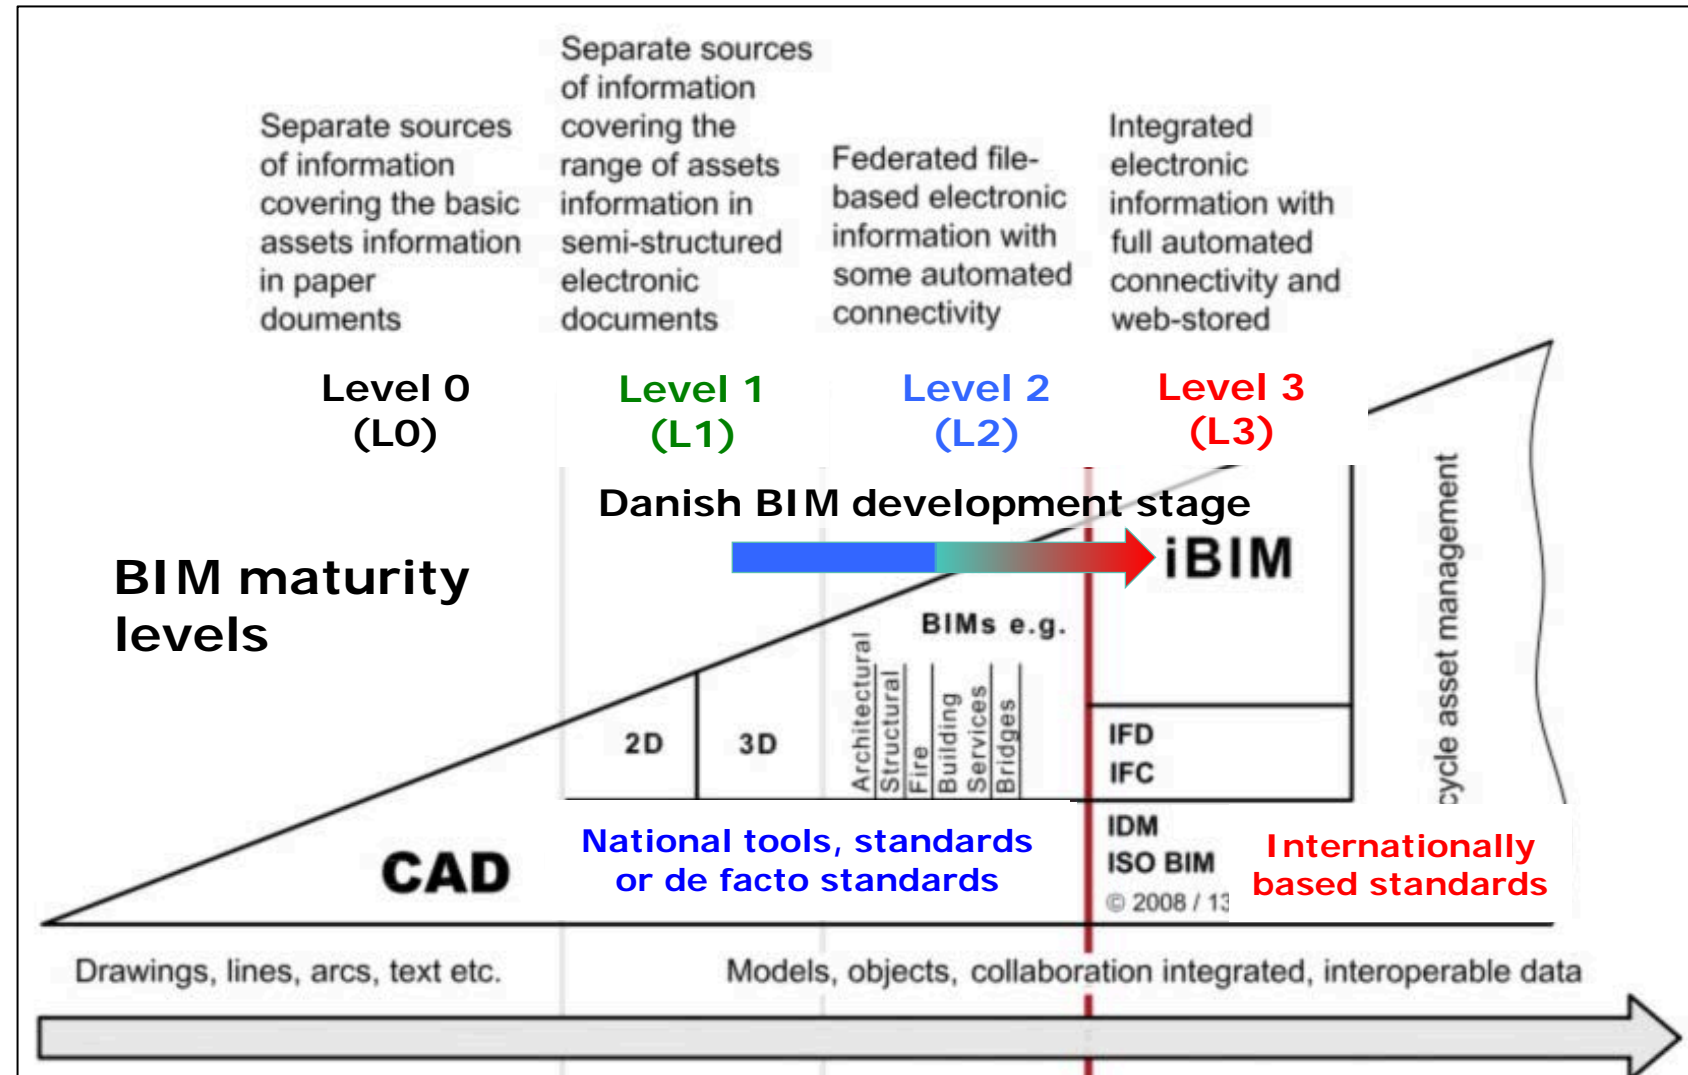 Separate sources
of information
covering the basic
assets information
in paper
douments
Separate sources
of information
covering the
range of assets
information in
semi-structured
electronic
documents
Federated file-
based electronic
information with
some automated
connectivity
Integrated
electronic
information with
full automated
connectivity and
web-stored
Level 0
(L0)
Level 1
(L1)
Level 2
(L2)
Level 3
(L3)
Danish BIM development stage
BIM maturity
levels
iBIM
BIMs e.g.
2D
3D
Architectural
Structural
Fire
Building
Services
Bridges
IFD
IFC
IDM
ISO BIM
© 2008 / 13
cycle asset management
CAD
National tools, standards
or de facto standards
Internationally
based standards
Drawings, lines, arcs, text etc.
Models, objects, collaboration integrated, interoperable data